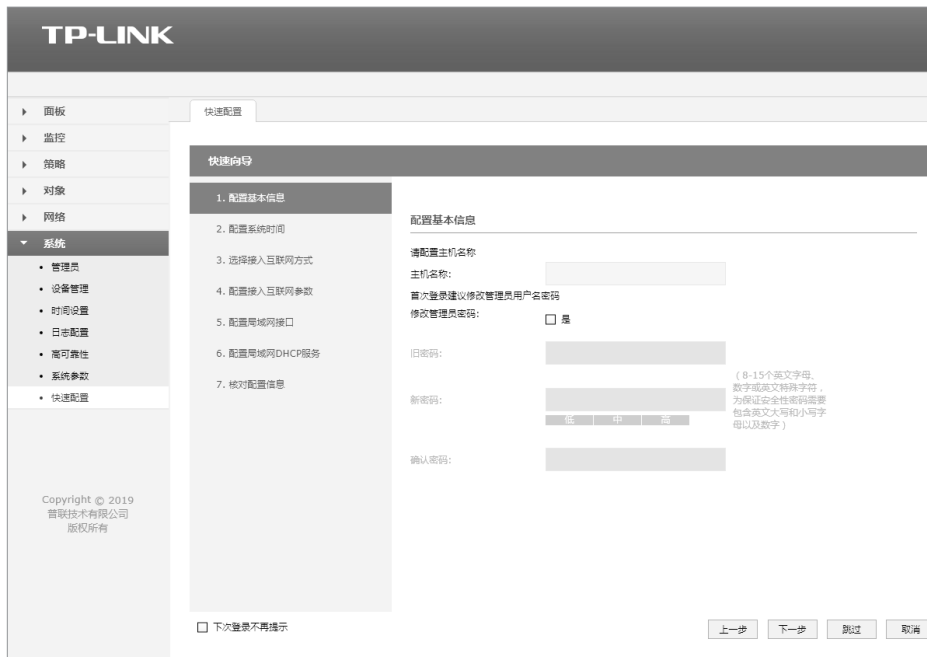 TP-LINK
面板
监控
策略
对象
网络
系统
管理员
设备管理
时间设置
日志配置
高可靠性
系统参数
快速配置
Copyright © 2019
普联技术有限公司
版权所有
快速配置
快速向导
1. 配置基本信息
2. 配置系统时间
3. 选择接入互联网方式
4. 配置接入互联网参数
5. 配置局域网接口
6. 配置局域网DHCP服务
7. 核对配置信息
配置基本信息
请配置主机名称
主机名称:
首次登录建议修改管理员用户名密码
修改管理员密码: 是
旧密码:
新密码:
低 中 高
（8-15个英文字母、
数字或英文特殊字符，
为保证安全性密码需要
包含英文大写和小写字
母以及数字）
确认密码:
下次登录不再提示
上一步 下一步 跳过 取消